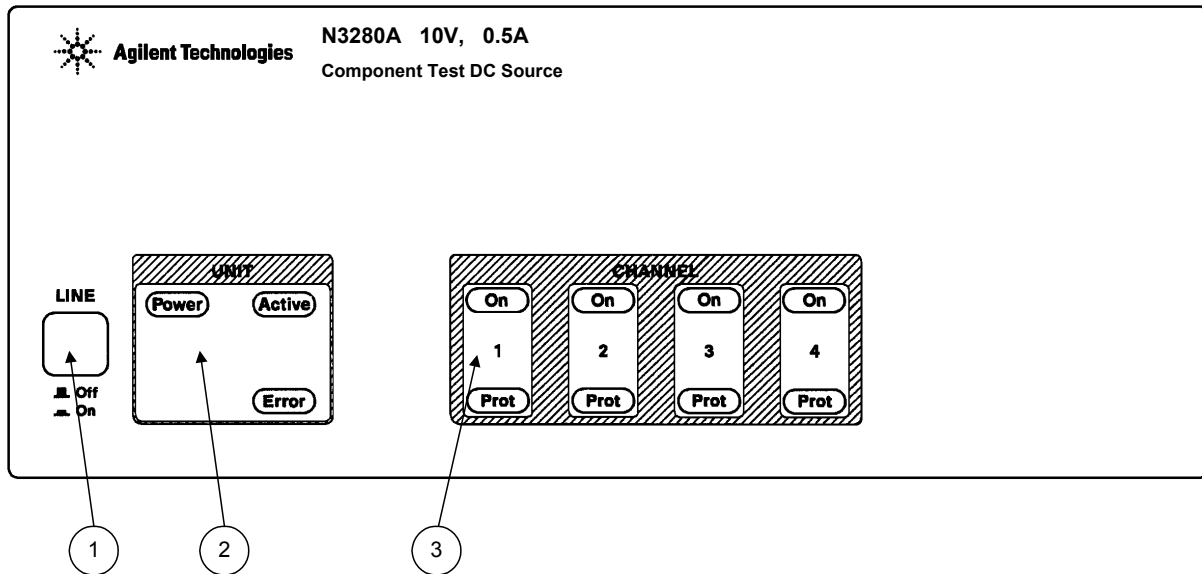 Agilent Technologies
N3280A 10V, 0.5A
Component Test DC Source
LINE
Off
On
UNIT
Power Active
Error
CHANNEL
On On On On
1 2 3 4
Prot Prot Prot Prot
1 2 3